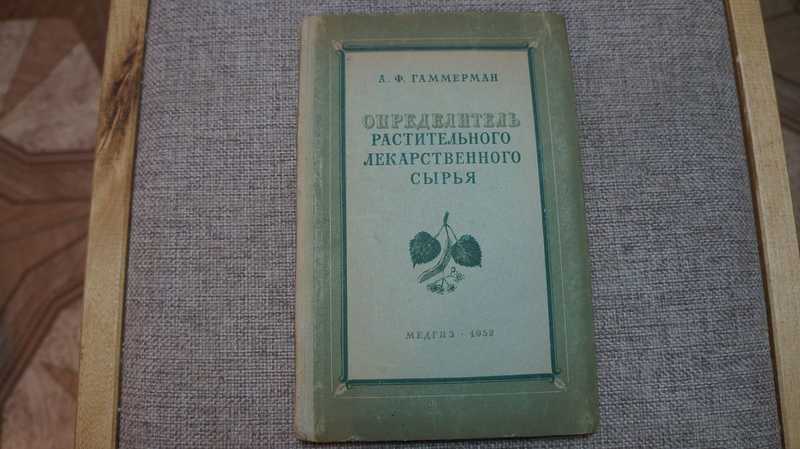 А. Ф. ГАММЕРМАН
ОПРЕДЕЛИТЕЛЬ
РАСТИТЕЛЬНОГО
ЛЕКАРСТВЕННОГО
СЫРЬЯ
МЕДГИЗ · 1952